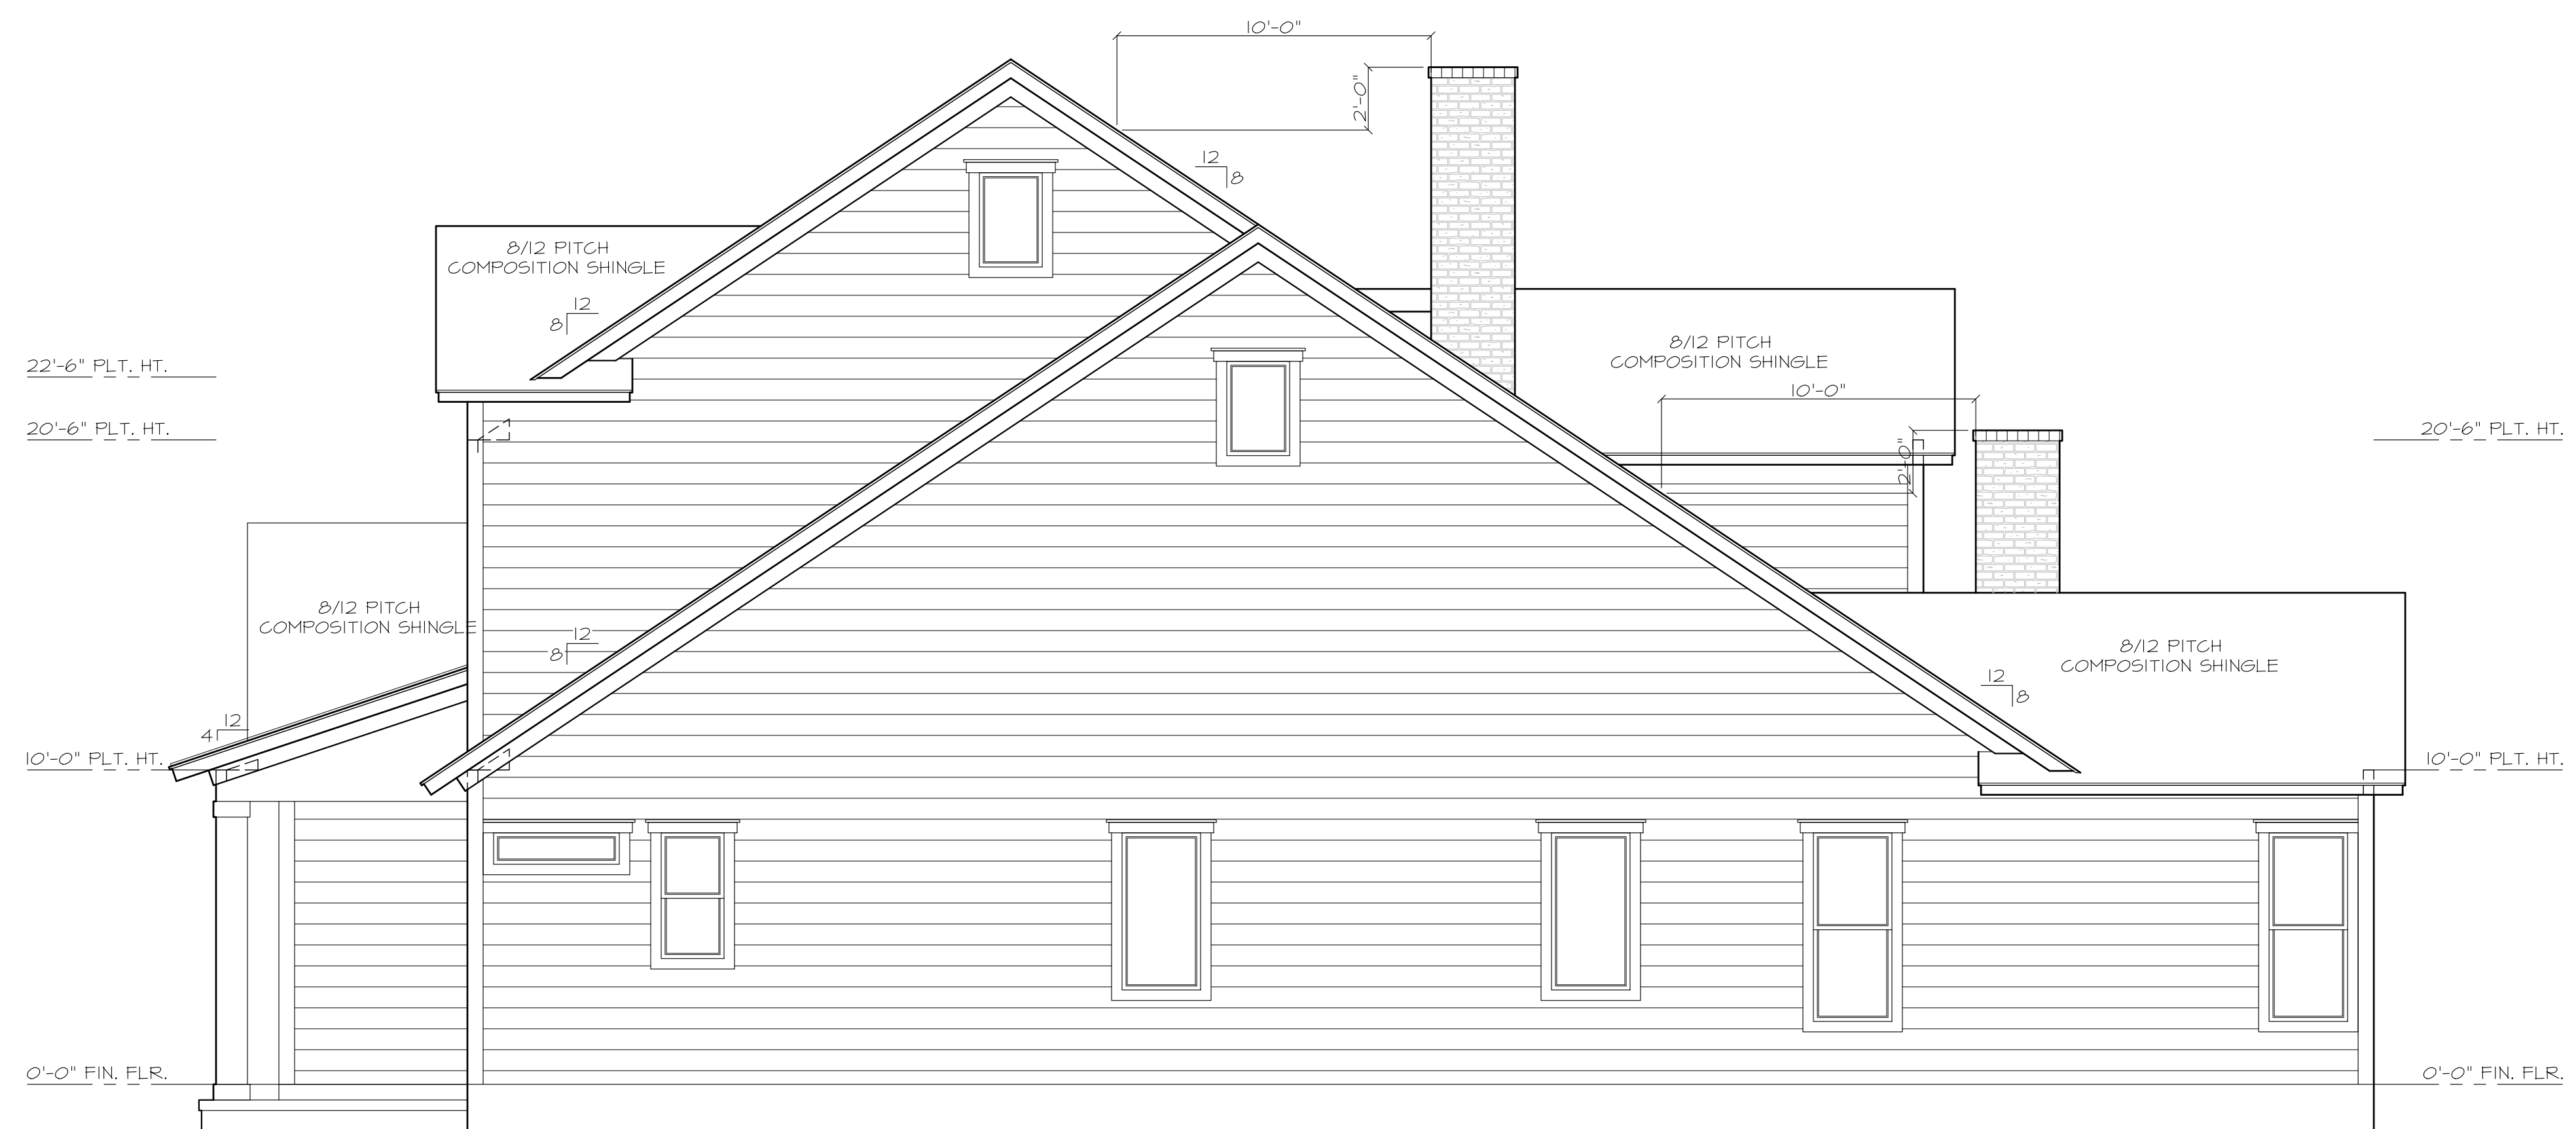 10'-0"
2'-0"
12
8
8/12 PITCH
COMPOSITION SHINGLE
12
8
8/12 PITCH
COMPOSITION SHINGLE
22'-6" PLT. HT.
10'-0"
20'-6" PLT. HT.
20'-6" PLT. HT.
2'-0"
8/12 PITCH
COMPOSITION SHINGLE
12
8
8/12 PITCH
COMPOSITION SHINGLE
12
8
12
4
10'-0" PLT. HT.
10'-0" PLT. HT.
0'-0" FIN. FLR.
0'-0" FIN. FLR.